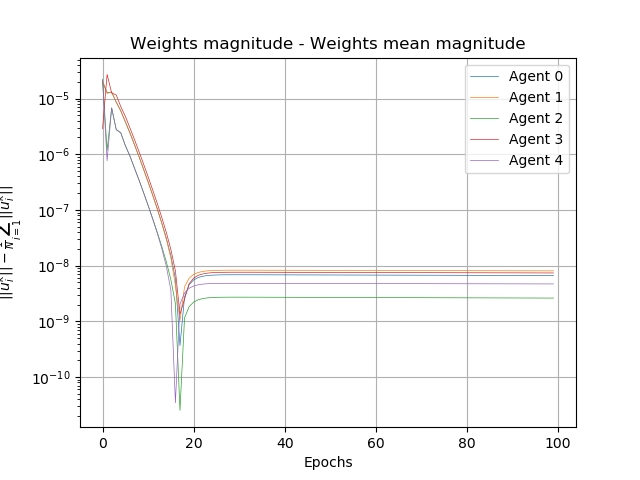 Weights magnitude - Weights mean magnitude
Agent 0
Agent 1
Agent 2
Agent 3
Agent 4
10⁻⁵
10⁻⁶
10⁻⁷
10⁻⁸
10⁻⁹
10⁻¹⁰
0
20
40
60
80
100
Epochs